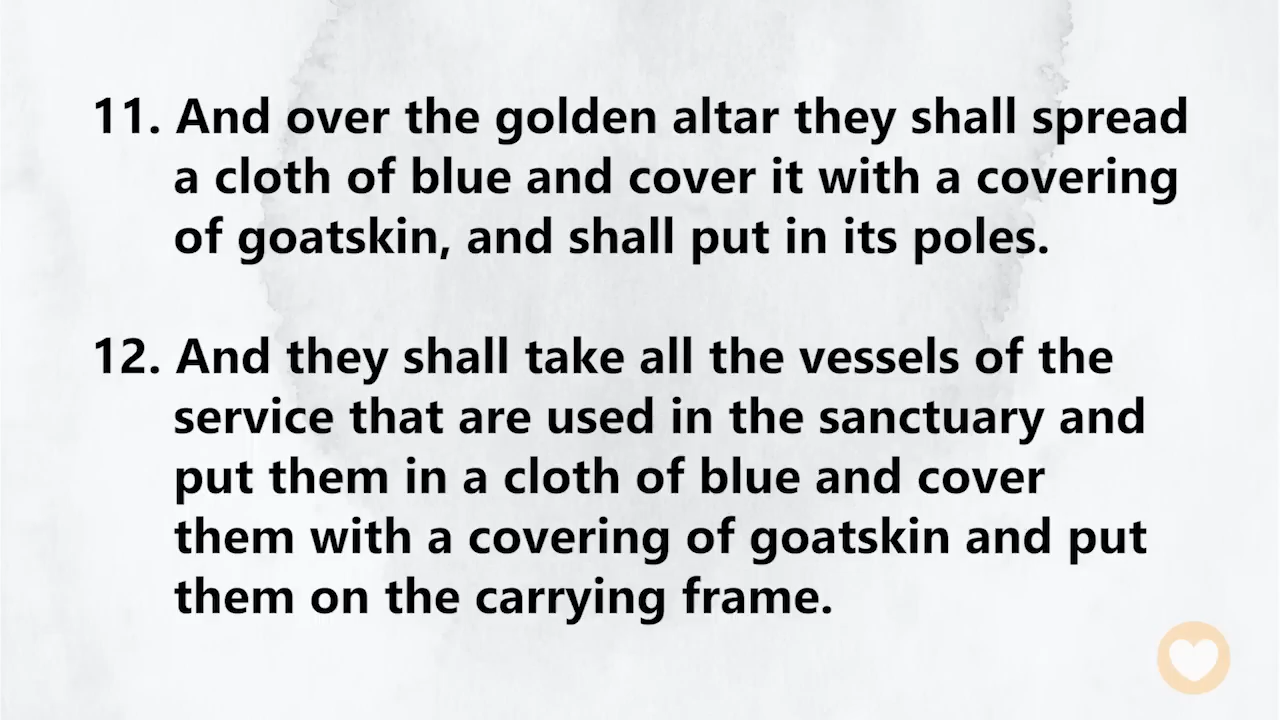 11. And over the golden altar they shall spread
a cloth of blue and cover it with a covering
of goatskin, and shall put in its poles.
12. And they shall take all the vessels of the
service that are used in the sanctuary and
put them in a cloth of blue and cover
them with a covering of goatskin and put
them on the carrying frame.